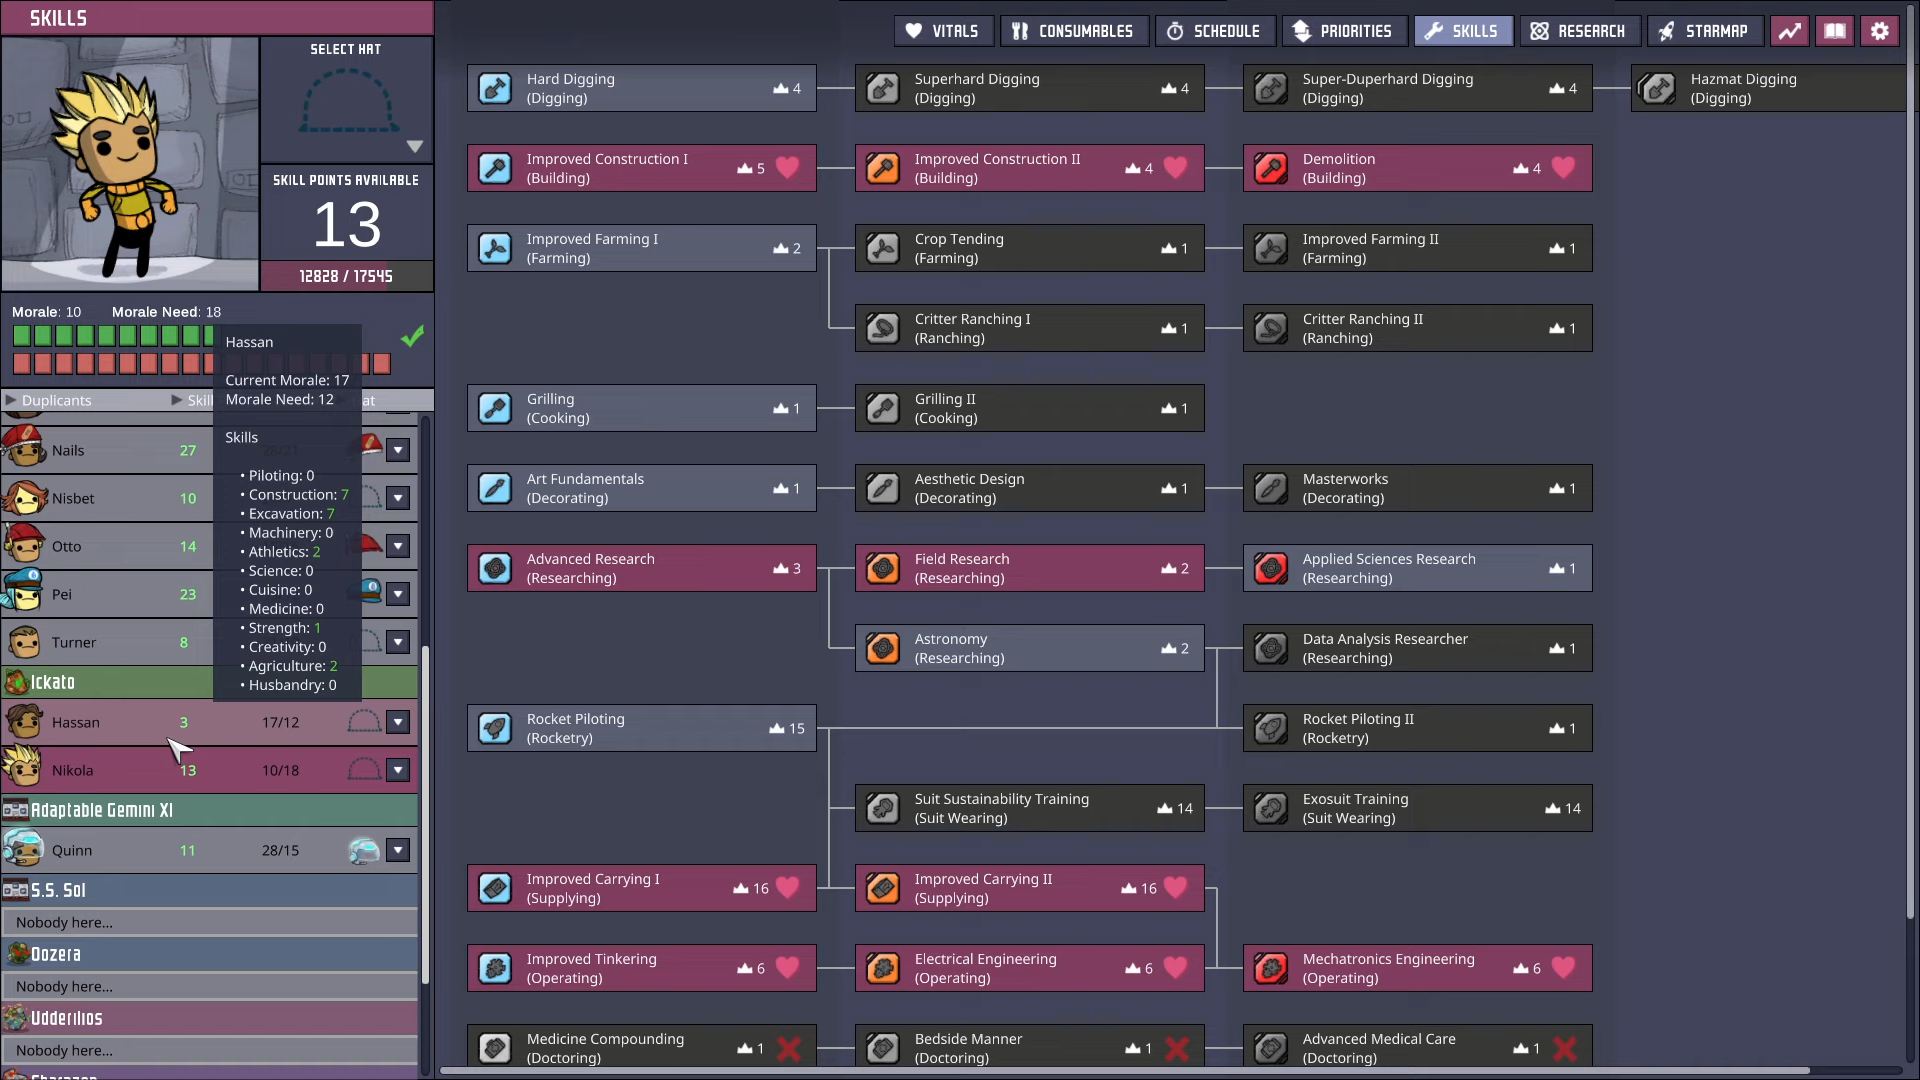 SKILLS
VITALS
CONSUMABLES
SCHEDULE
PRIORITIES
SKILLS
RESEARCH
STARMAP
SELECT HAT
SKILL POINTS AVAILABLE
13
12828 / 17545
Morale: 10 Morale Need: 18
Duplicants
Nails 27
Nisbet 10
Otto 14
Pei 23
Turner 8
Ickato
Hassan 3 17/12
Nikola 13 10/18
Adaptable Gemini XI
Quinn 11 28/15
S.S. Sol
Nobody here...
Oozera
Nobody here...
Udderilios
Nobody here...
Hassan
Current Morale: 17
Morale Need: 12
Skills
• Piloting: 0
• Construction: 7
• Excavation: 7
• Machinery: 0
• Athletics: 2
• Science: 0
• Cuisine: 0
• Medicine: 0
• Strength: 1
• Creativity: 0
• Agriculture: 2
• Husbandry: 0
Hard Digging
(Digging)
4
Superhard Digging
(Digging)
4
Super-Duperhard Digging
(Digging)
4
Hazmat Digging
(Digging)
Improved Construction I
(Building)
5
Improved Construction II
(Building)
4
Demolition
(Building)
4
Improved Farming I
(Farming)
2
Crop Tending
(Farming)
1
Improved Farming II
(Farming)
1
Critter Ranching I
(Ranching)
1
Critter Ranching II
(Ranching)
1
Grilling
(Cooking)
1
Grilling II
(Cooking)
1
Art Fundamentals
(Decorating)
1
Aesthetic Design
(Decorating)
1
Masterworks
(Decorating)
1
Advanced Research
(Researching)
3
Field Research
(Researching)
2
Applied Sciences Research
(Researching)
1
Astronomy
(Researching)
2
Data Analysis Researcher
(Researching)
1
Rocket Piloting
(Rocketry)
15
Rocket Piloting II
(Rocketry)
1
Suit Sustainability Training
(Suit Wearing)
14
Exosuit Training
(Suit Wearing)
14
Improved Carrying I
(Supplying)
16
Improved Carrying II
(Supplying)
16
Improved Tinkering
(Operating)
6
Electrical Engineering
(Operating)
6
Mechatronics Engineering
(Operating)
6
Medicine Compounding
(Doctoring)
1
Bedside Manner
(Doctoring)
1
Advanced Medical Care
(Doctoring)
1